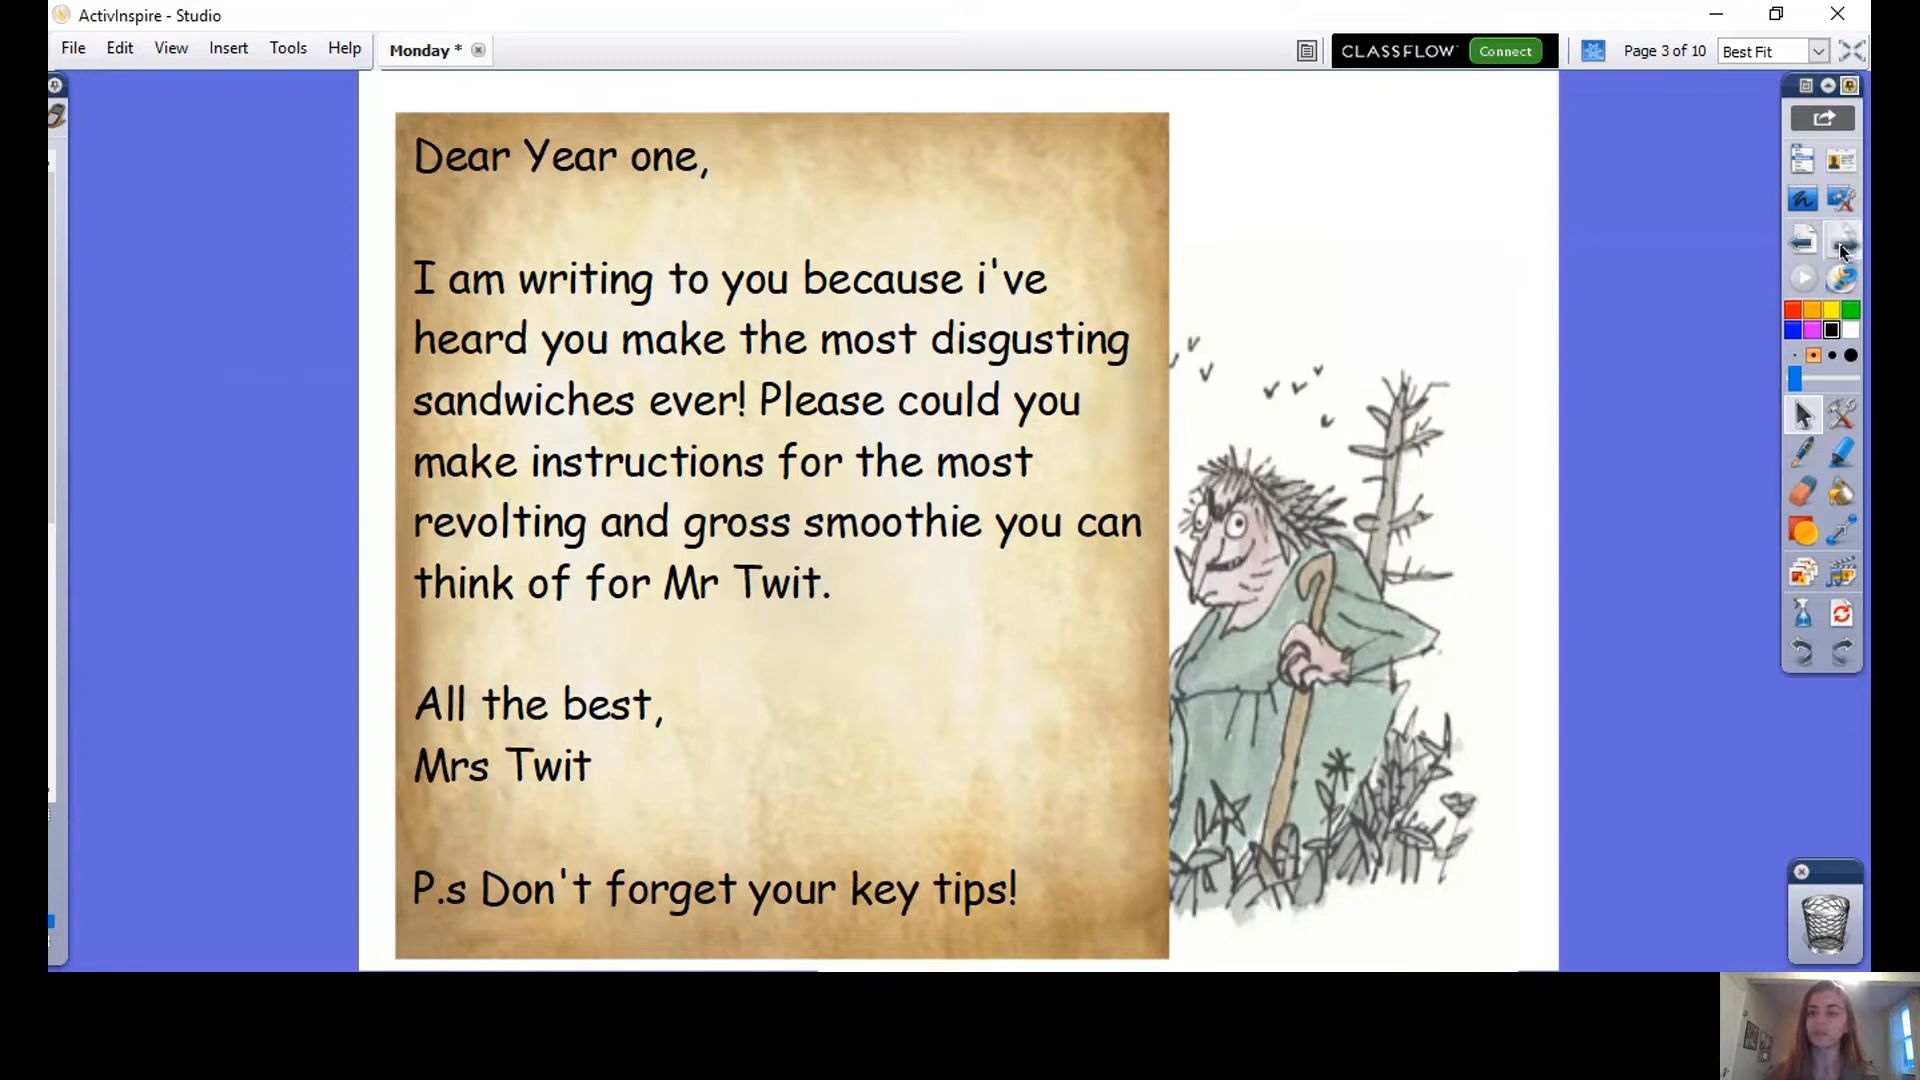 ActivInspire - Studio
File Edit View Insert Tools Help
Monday *
CLASSFLOW Connect
Page 3 of 10
Best Fit
Dear Year one,
I am writing to you because i've
heard you make the most disgusting
sandwiches ever! Please could you
make instructions for the most
revolting and gross smoothie you can
think of for Mr Twit.
All the best,
Mrs Twit
P.s Don't forget your key tips!